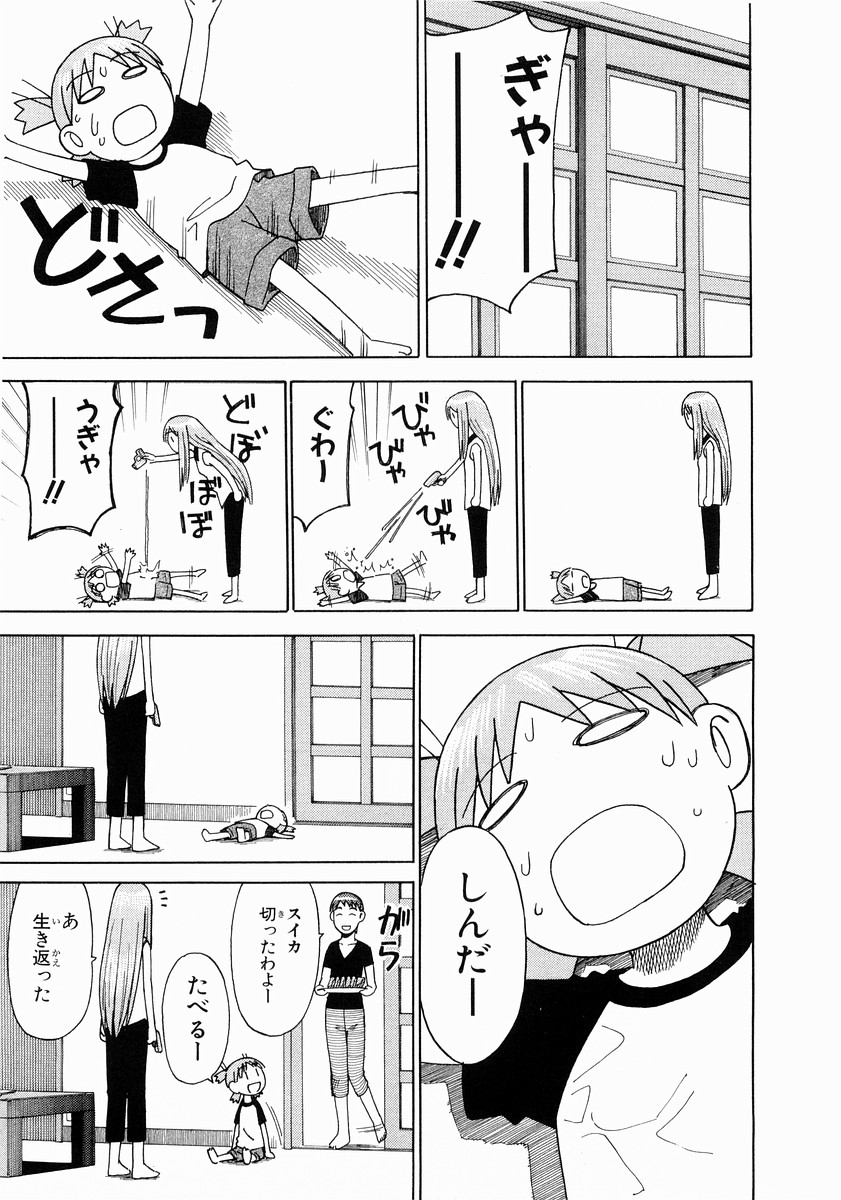 ぎゃーーー!!
どさっ
びゃ
びゃ
びゃ
ぐわー
どぼ
ぼぼ
うぎゃーー!!
しんだー
がら
スイカ
切ったわよー
たべるー
あ
生き返った